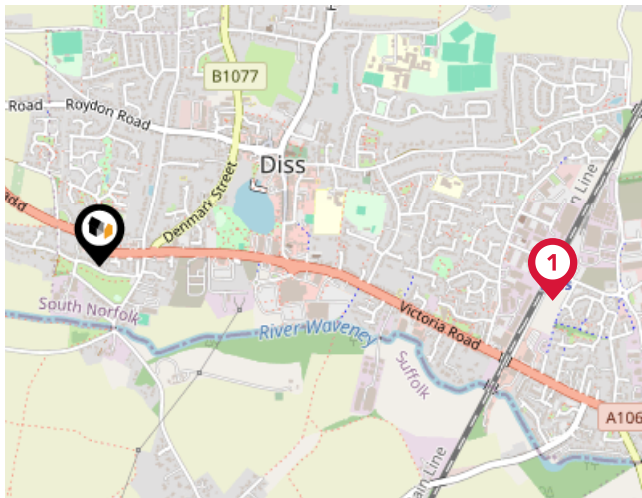 B1077
Road
Roydon Road
Diss
Denmark Street
South Norfolk
River Waveney
Victoria Road
Suffolk
1
A106